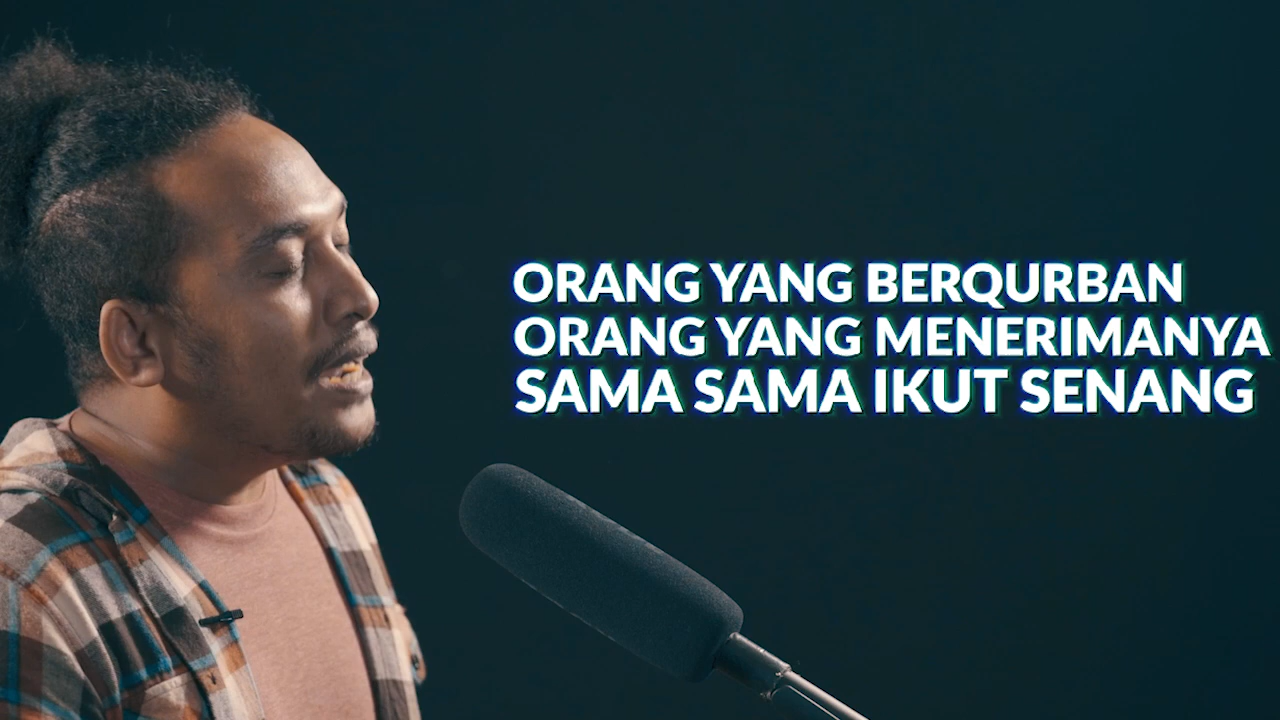 ORANG YANG BERQURBAN
ORANG YANG MENERIMANYA
SAMA SAMA IKUT SENANG